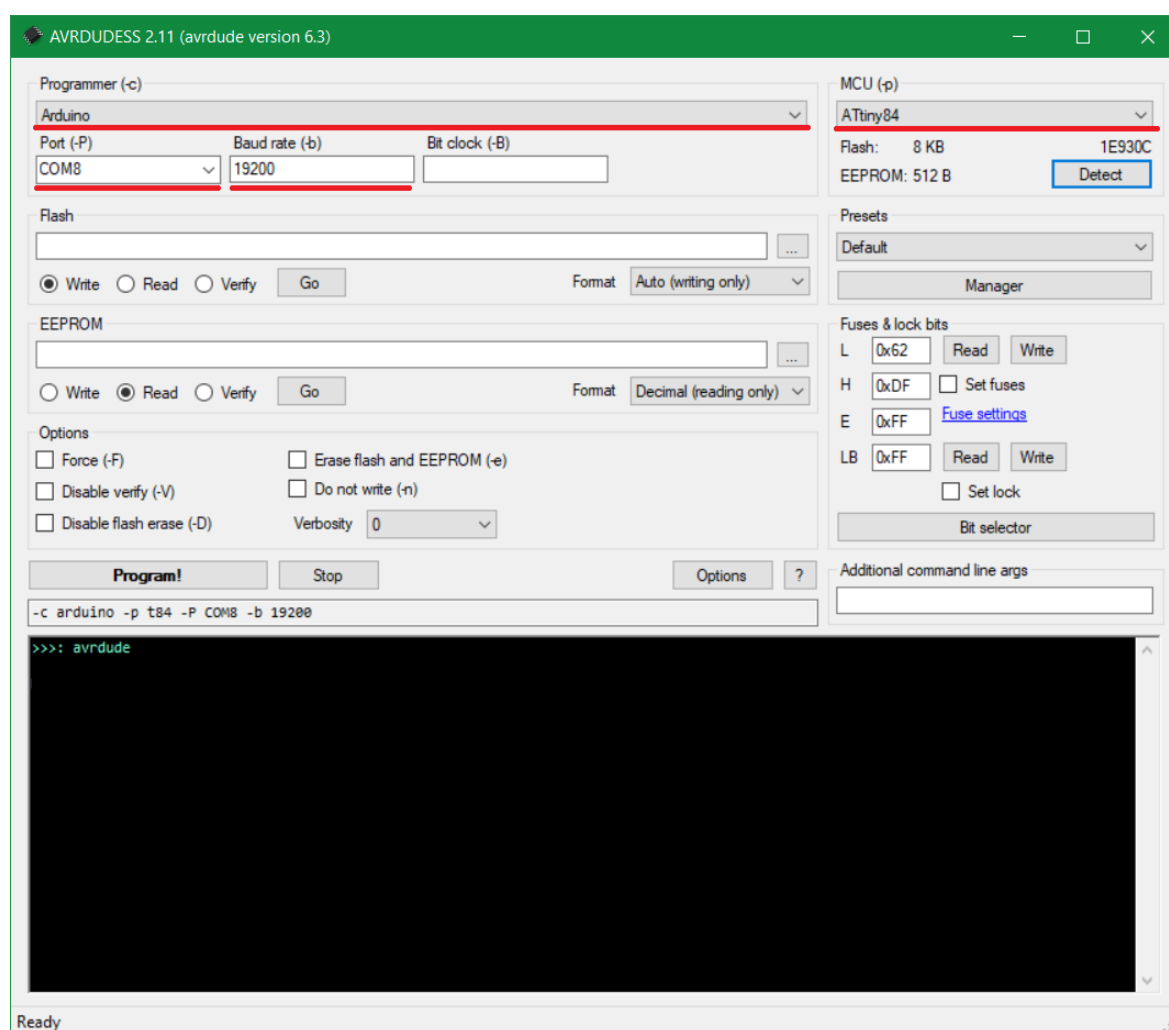 AVRDUDESS 2.11 (avrdude version 6.3)
Programmer (-c)
Arduino
Port (-P) Baud rate (-b) Bit clock (-B)
COM8 19200
MCU (-p)
ATtiny84
Flash: 8 KB 1E930C
EEPROM: 512 B Detect
Flash
...
Write Read Verify Go Format Auto (writing only)
Presets
Default
Manager
EEPROM
...
Write Read Verify Go Format Decimal (reading only)
Fuses & lock bits
L 0x62 Read Write
H 0xDF Set fuses
E 0xFF Fuse settings
LB 0xFF Read Write
Set lock
Bit selector
Options
Force (-F) Erase flash and EEPROM (-e)
Disable verify (-V) Do not write (-n)
Disable flash erase (-D) Verbosity 0
Program! Stop Options ?
Additional command line args
-c arduino -p t84 -P COM8 -b 19200
>>>: avrdude
Ready